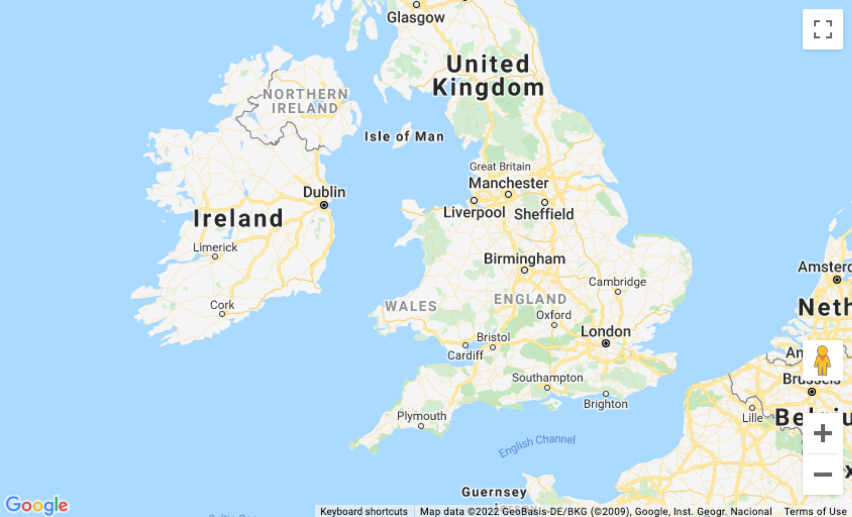 Glasgow
United
Kingdom
NORTHERN
IRELAND
Isle of Man
Great Britain
Manchester
Dublin
Ireland
Liverpool
Sheffield
Limerick
Birmingham
Amsterd
Cambridge
WALES
ENGLAND
Neth
Cork
Oxford
London
Bristol
Cardiff
An
Southampton
Brussels
Brighton
Lille
Belgiu
Plymouth
English Channel
Guernsey
Google
Keyboard shortcuts
Map data ©2022 GeoBasis-DE/BKG (©2009), Google, Inst. Geogr. Nacional
Terms of Use